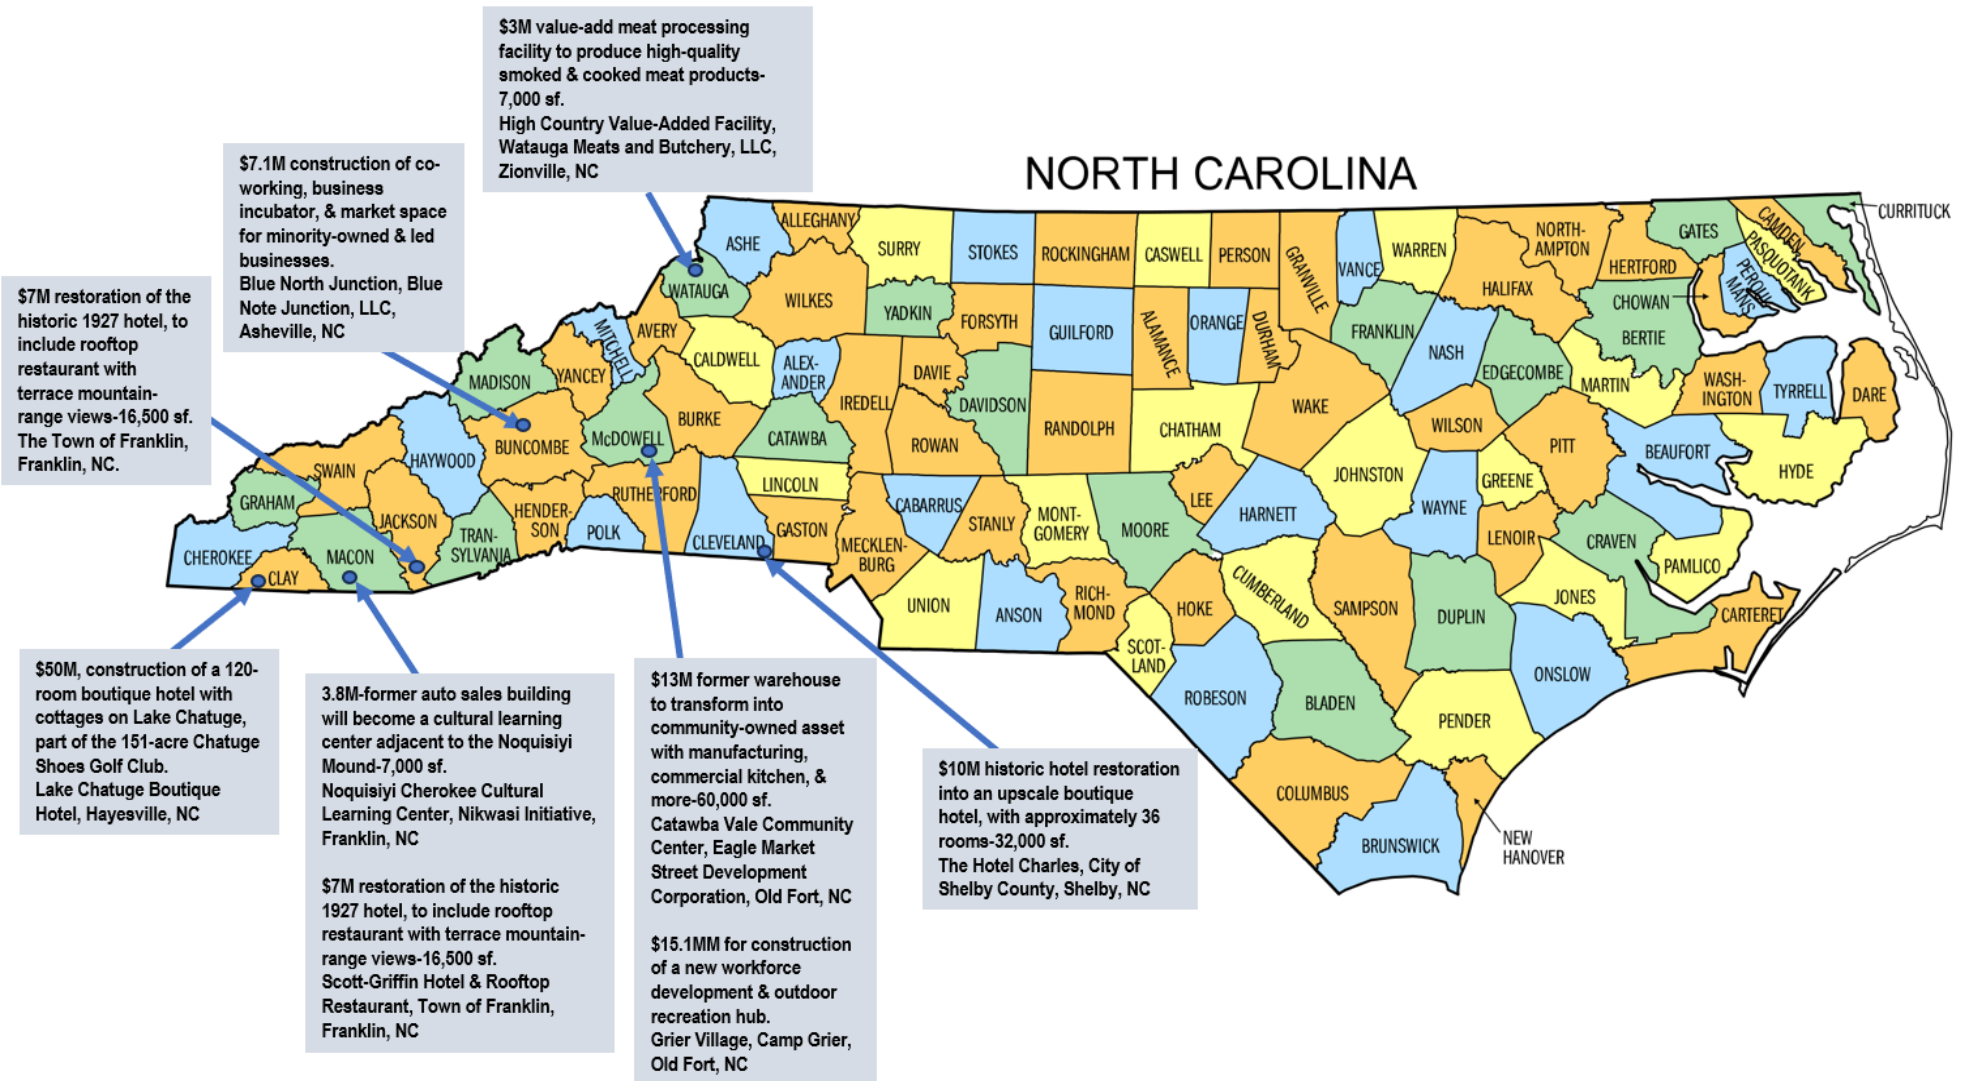 $3M value-add meat processing
facility to produce high-quality
smoked & cooked meat products-
7,000 sf.
High Country Value-Added Facility,
Watauga Meats and Butchery, LLC,
Zionville, NC
$7.1M construction of co-
working, business
incubator, & market space
for minority-owned & led
businesses.
Blue North Junction, Blue
Note Junction, LLC,
Asheville, NC
$7M restoration of the
historic 1927 hotel, to
include rooftop
restaurant with
terrace mountain-
range views-16,500 sf.
The Town of Franklin,
Franklin, NC.
NORTH CAROLINA
ASHE
ALLEGHANY
SURRY
STOKES
ROCKINGHAM
CASWELL
PERSON
GRANVILLE
VANCE
WARREN
NORTH-
AMPTON
HALIFAX
HERTFORD
GATES
CAMDEN
PASQUOTANK
PERQUI-
MANS
CURRITUCK
CHOWAN
BERTIE
WATAUGA
WILKES
YADKIN
FORSYTH
GUILFORD
ALAMANCE
ORANGE
DURHAM
FRANKLIN
NASH
EDGECOMBE
MARTIN
WASH-
INGTON
TYRRELL
DARE
MITCHELL
AVERY
CALDWELL
ALEX-
ANDER
DAVIE
IREDELL
DAVIDSON
RANDOLPH
CHATHAM
WAKE
WILSON
PITT
BEAUFORT
HYDE
MADISON
YANCEY
McDOWELL
BURKE
CATAWBA
ROWAN
JOHNSTON
GREENE
BUNCOMBE
HAYWOOD
SWAIN
GRAHAM
JACKSON
CHEROKEE
CLAY
MACON
TRAN-
SYLVANIA
HENDER-
SON
POLK
RUTHERFORD
CLEVELAND
LINCOLN
GASTON
MECKLEN-
BURG
CABARRUS
STANLY
MONT-
GOMERY
MOORE
LEE
HARNETT
WAYNE
LENOIR
CRAVEN
PAMLICO
UNION
ANSON
RICH-
MOND
SCOT-
LAND
HOKE
CUMBERLAND
SAMPSON
DUPLIN
JONES
CARTERET
ONSLOW
ROBESON
BLADEN
PENDER
COLUMBUS
BRUNSWICK
NEW
HANOVER
$50M, construction of a 120-
room boutique hotel with
cottages on Lake Chatuge,
part of the 151-acre Chatuge
Shoes Golf Club.
Lake Chatuge Boutique
Hotel, Hayesville, NC
3.8M-former auto sales building
will become a cultural learning
center adjacent to the Noquisiyi
Mound-7,000 sf.
Noquisiyi Cherokee Cultural
Learning Center, Nikwasi Initiative,
Franklin, NC
$7M restoration of the historic
1927 hotel, to include rooftop
restaurant with terrace mountain-
range views-16,500 sf.
Scott-Griffin Hotel & Rooftop
Restaurant, Town of Franklin,
Franklin, NC
$13M former warehouse
to transform into
community-owned asset
with manufacturing,
commercial kitchen, &
more-60,000 sf.
Catawba Vale Community
Center, Eagle Market
Street Development
Corporation, Old Fort, NC
$15.1MM for construction
of a new workforce
development & outdoor
recreation hub.
Grier Village, Camp Grier,
Old Fort, NC
$10M historic hotel restoration
into an upscale boutique
hotel, with approximately 36
rooms-32,000 sf.
The Hotel Charles, City of
Shelby County, Shelby, NC